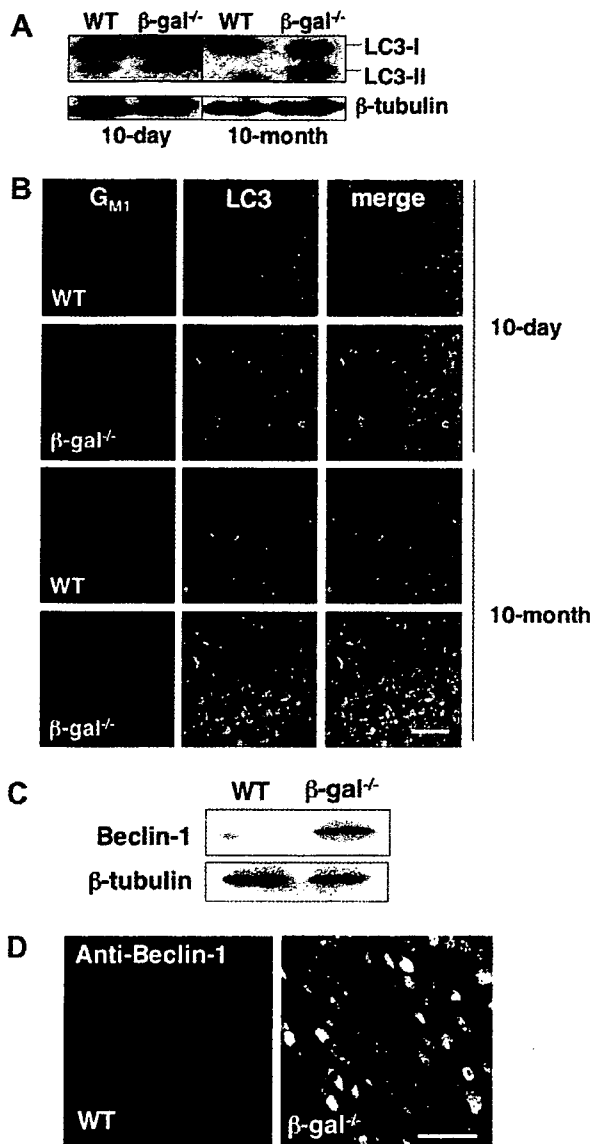 A
WT β-gal-/- WT β-gal-/-
LC3-I
LC3-II
β-tubulin
10-day 10-month
B
GM1 LC3 merge
WT
10-day
β-gal-/-
WT
10-month
β-gal-/-
C
WT β-gal-/-
Beclin-1
β-tubulin
D
Anti-Beclin-1
WT β-gal-/-